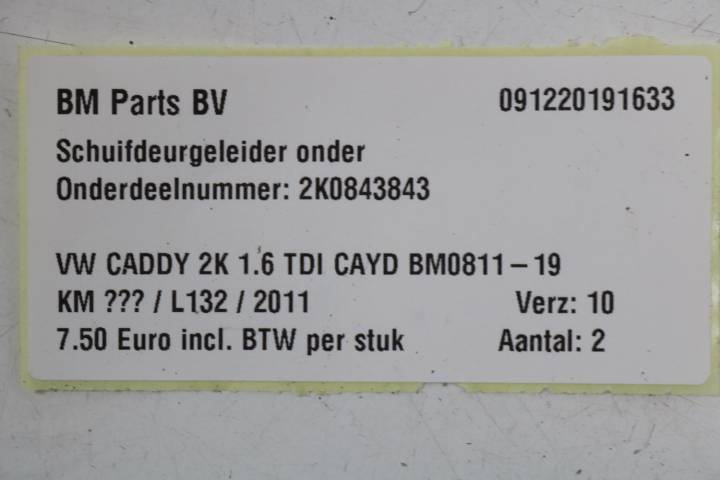 BM Parts BV 091220191633
Schuifdeurgeleider onder
Onderdeelnummer: 2K0843843
VW CADDY 2K 1.6 TDI CAYD BM0811-19
KM ??? / L132 / 2011 Verz: 10
7.50 Euro incl. BTW per stuk Aantal: 2